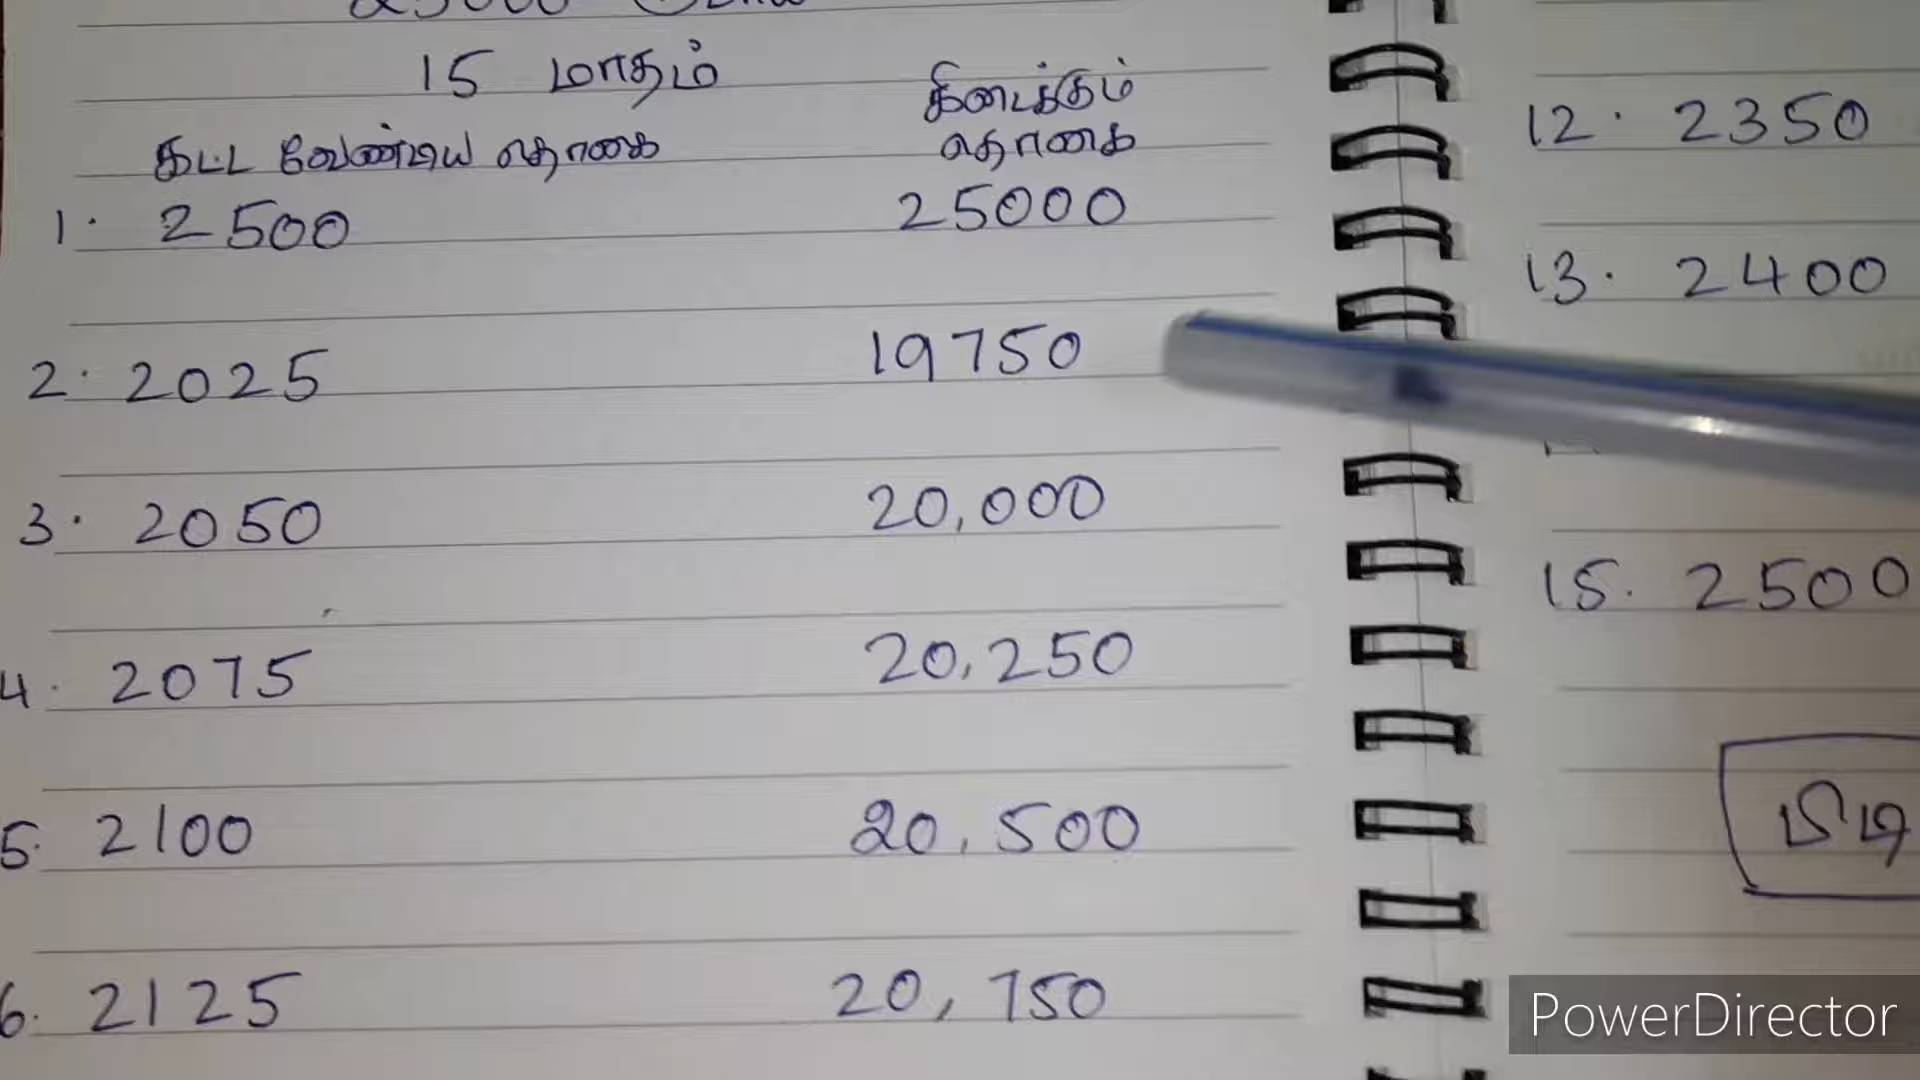 15 மாதம்
கட்ட வேண்டிய தொகை
கிடைக்கும் தொகை
1. 2500 25000
2. 2025 19750
3. 2050 20,000
4. 2075 20,250
5. 2100 20,500
6. 2125 20,750
12. 2350
13. 2400
15. 2500
PowerDirector